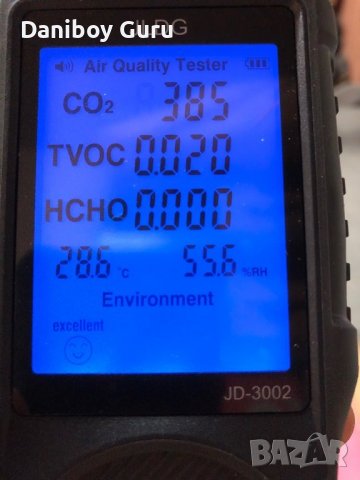 Daniboy Guru
Air Quality Tester
CO2 385
TVOC 0.020
HCHO 0.000
28.6 °C 55.6 %RH
Environment
excellent
JD-3002
BAZAR